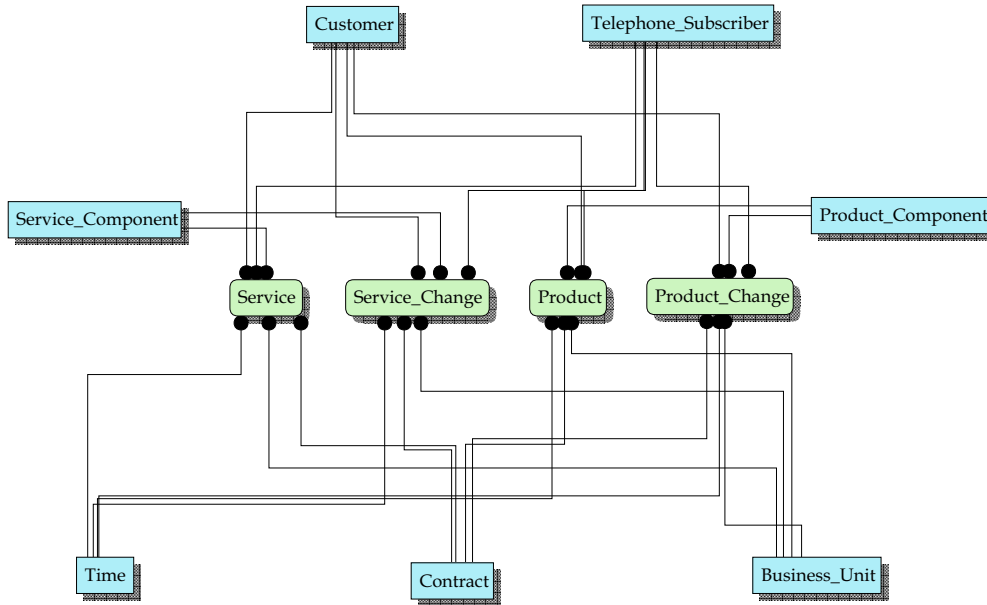 Customer
Telephone_Subscriber
Service_Component
Product_Component
Service
Service_Change
Product
Product_Change
Time
Contract
Business_Unit